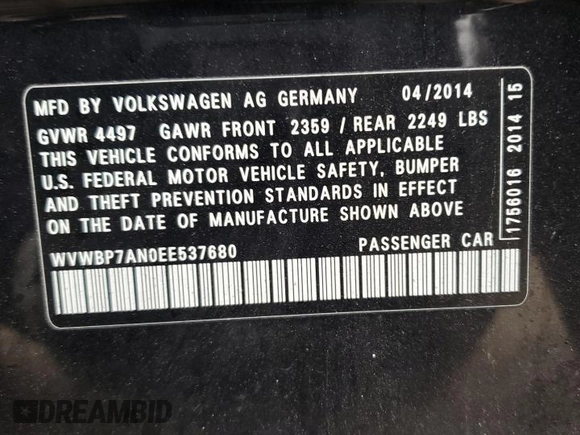 MFD BY VOLKSWAGEN AG GERMANY 04/2014
GVWR 4497 GAWR FRONT 2359 / REAR 2249 LBS
THIS VEHICLE CONFORMS TO ALL APPLICABLE
U.S. FEDERAL MOTOR VEHICLE SAFETY, BUMPER
AND THEFT PREVENTION STANDARDS IN EFFECT
ON THE DATE OF MANUFACTURE SHOWN ABOVE
WVWBP7AN0EE537680 PASSENGER CAR
1756016 2014 15
DREAMBID